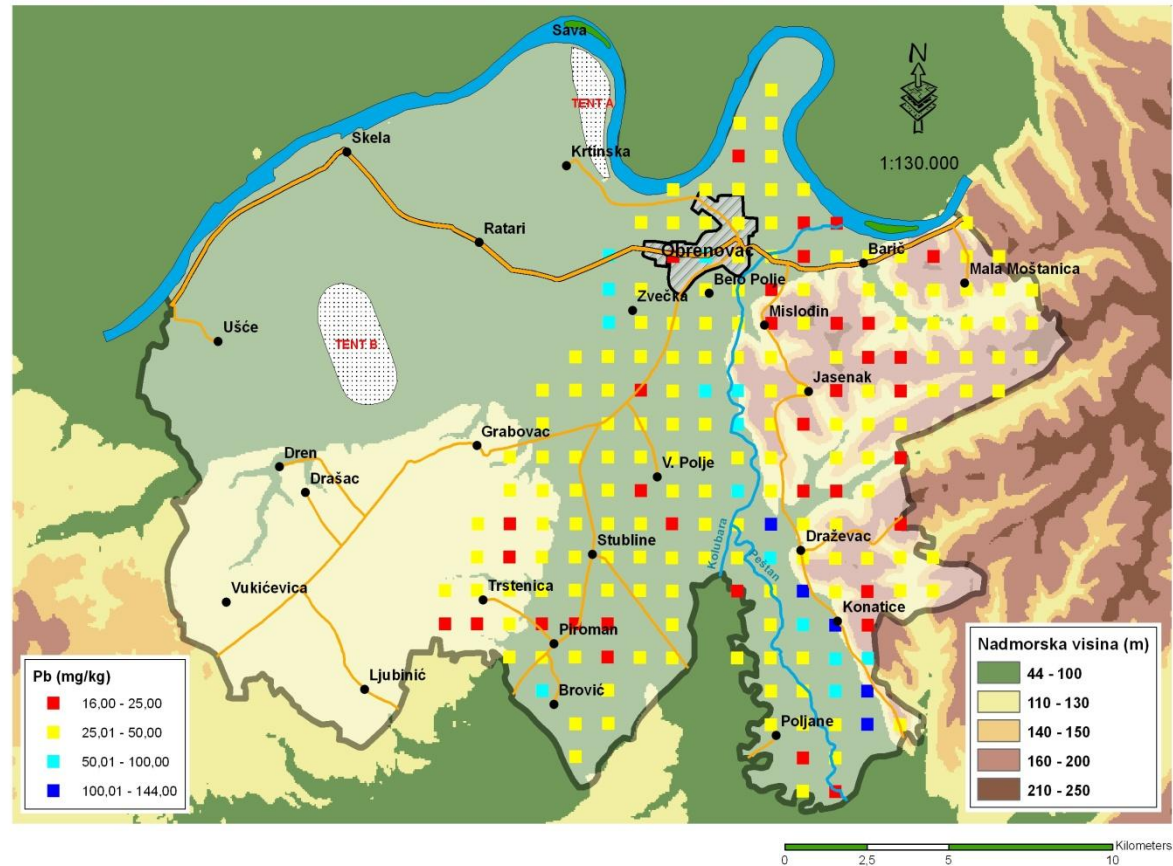 Sava
N
TENT A
Skela
Krtinska
1:130.000
Ratari
Obrenovac
Barič
Mala Moštanica
Belo Polje
Zvečka
Mislođin
Ušće
TENT B
Jasenak
Grabovac
Dren
V. Polje
Drašac
Kolubara
Peštan
Draževac
Stubline
Vukićevica
Trstenica
Konatice
Piroman
Ljubinić
Brović
Poljane
Pb (mg/kg)
16,00 - 25,00
25,01 - 50,00
50,01 - 100,00
100,01 - 144,00
Nadmorska visina (m)
44 - 100
110 - 130
140 - 150
160 - 200
210 - 250
Kilometers
0 2,5 5 10